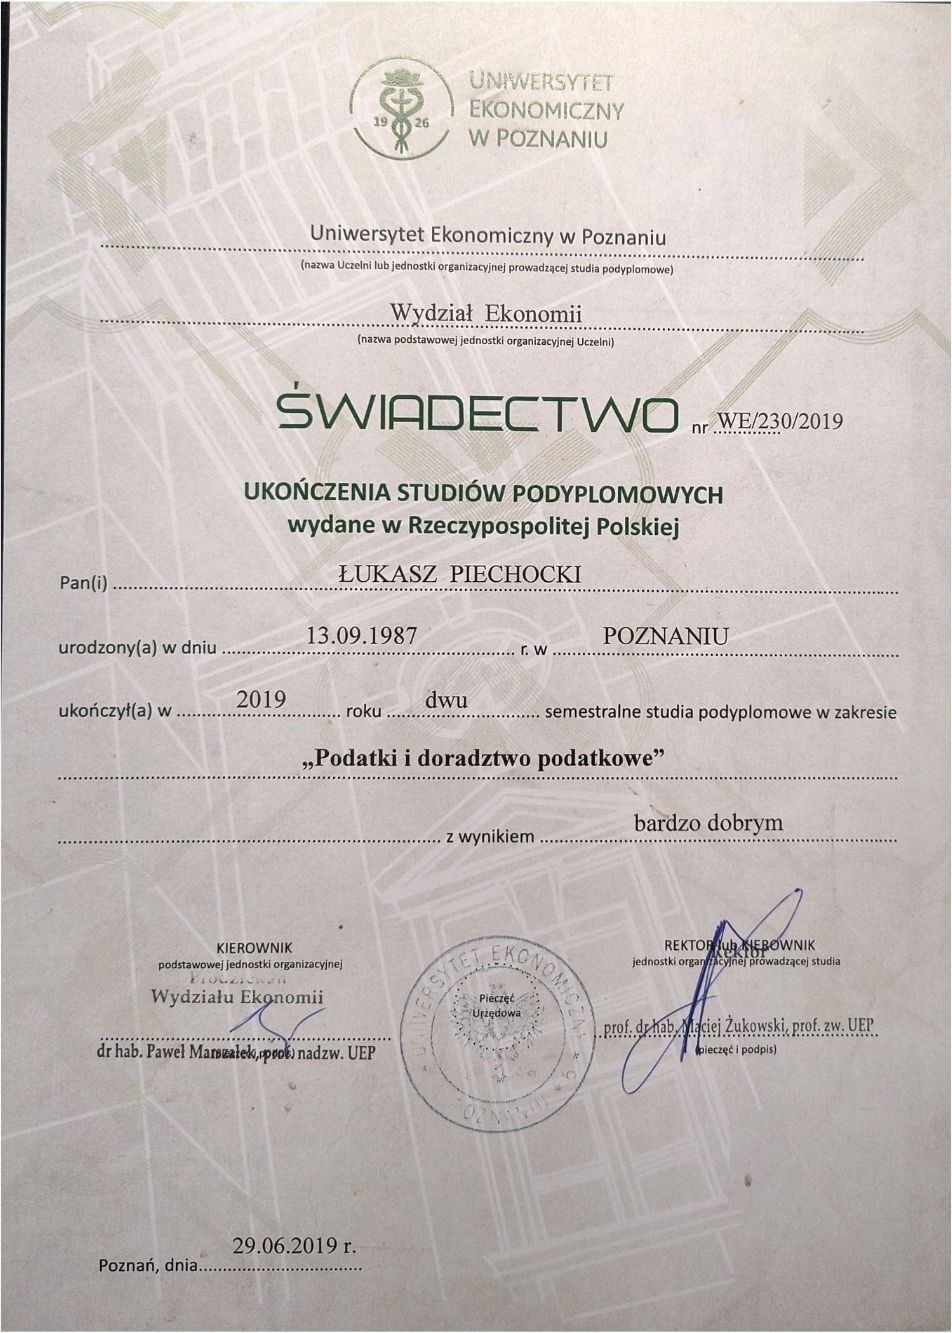 UNIWERSYTET
EKONOMICZNY
W POZNANIU
19 26
Uniwersytet Ekonomiczny w Poznaniu
(nazwa Uczelni lub jednostki organizacyjnej prowadzącej studia podyplomowe)
Wydział Ekonomii
(nazwa podstawowej jednostki organizacyjnej Uczelni)
ŚWIADECTWO nr WE/230/2019
UKOŃCZENIA STUDIÓW PODYPLOMOWYCH
wydane w Rzeczypospolitej Polskiej
Pan(i) ŁUKASZ PIECHOCKI
urodzony(a) w dniu 13.09.1987 r. w POZNANIU
ukończył(a) w 2019 roku dwu semestralne studia podyplomowe w zakresie
„Podatki i doradztwo podatkowe”
z wynikiem bardzo dobrym
KIEROWNIK
podstawowej jednostki organizacyjnej
Prodziekan
Wydziału Ekonomii
dr hab. Paweł Marszałek, prof. nadzw. UEP
UNIWERSYTET EKONOMICZNY
W POZNANIU * 5 *
Pieczęć
Urzędowa
REKTOR lub KIEROWNIK
Rektor
jednostki organizacyjnej prowadzącej studia
prof. dr hab. Maciej Żukowski, prof. zw. UEP
(pieczęć i podpis)
29.06.2019 r.
Poznań, dnia